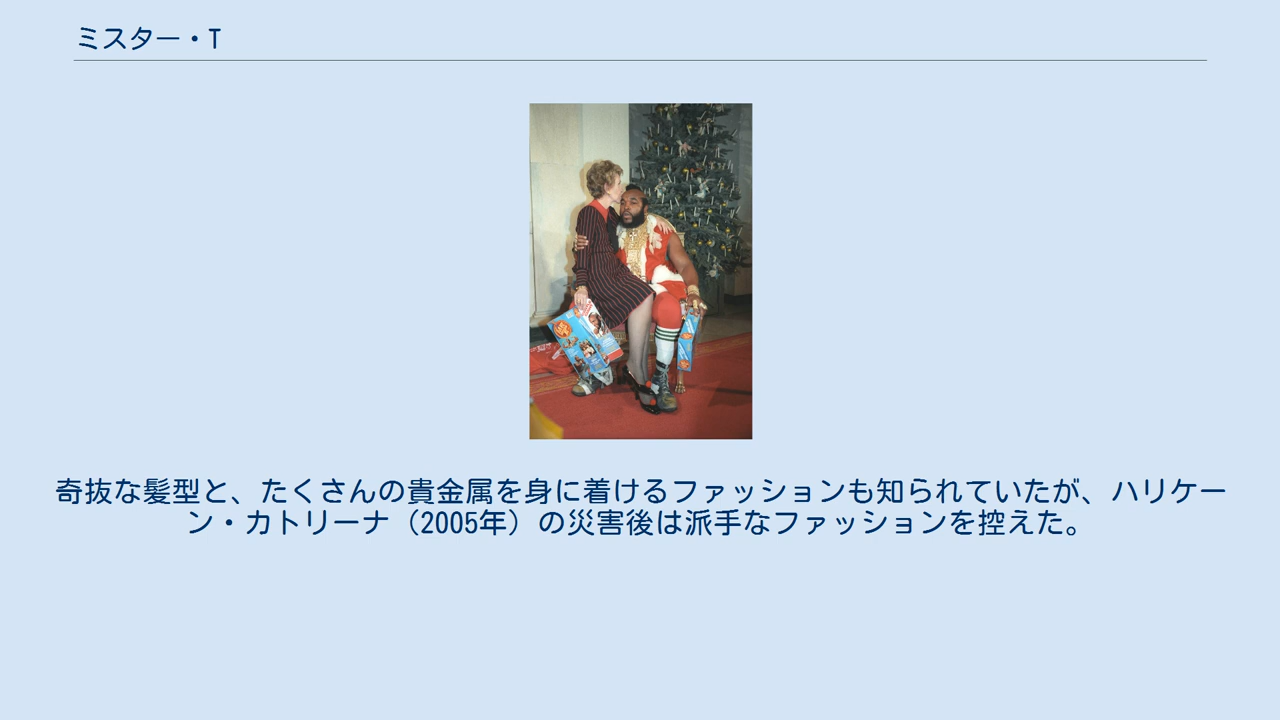 ミスター・T
奇抜な髪型と、たくさんの貴金属を身に着けるファッションも知られていたが、ハリケー
ン・カトリーナ（2005年）の災害後は派手なファッションを控えた。